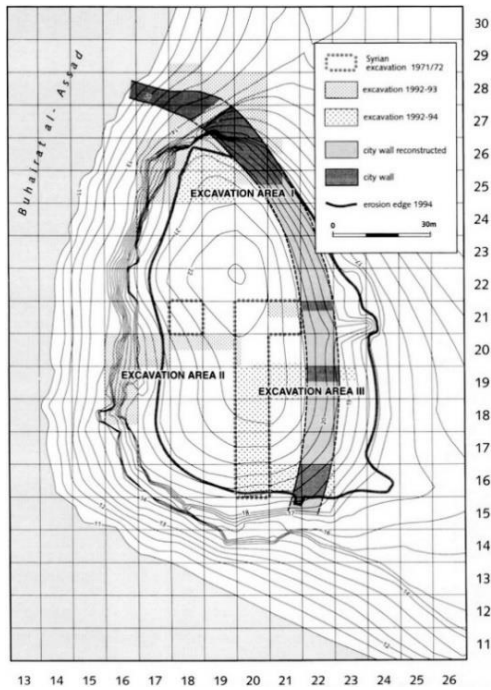 30
29
28
27
26
25
24
23
22
21
20
19
18
17
16
15
14
13
12
11
13 14 15 16 17 18 19 20 21 22 23 24 25 26
Buhairat al- Assad
Syrian
excavation 1971/72
excavation 1992-93
excavation 1992-94
city wall reconstructed
city wall
erosion edge 1994
0 30m
EXCAVATION AREA I
EXCAVATION AREA II
EXCAVATION AREA III